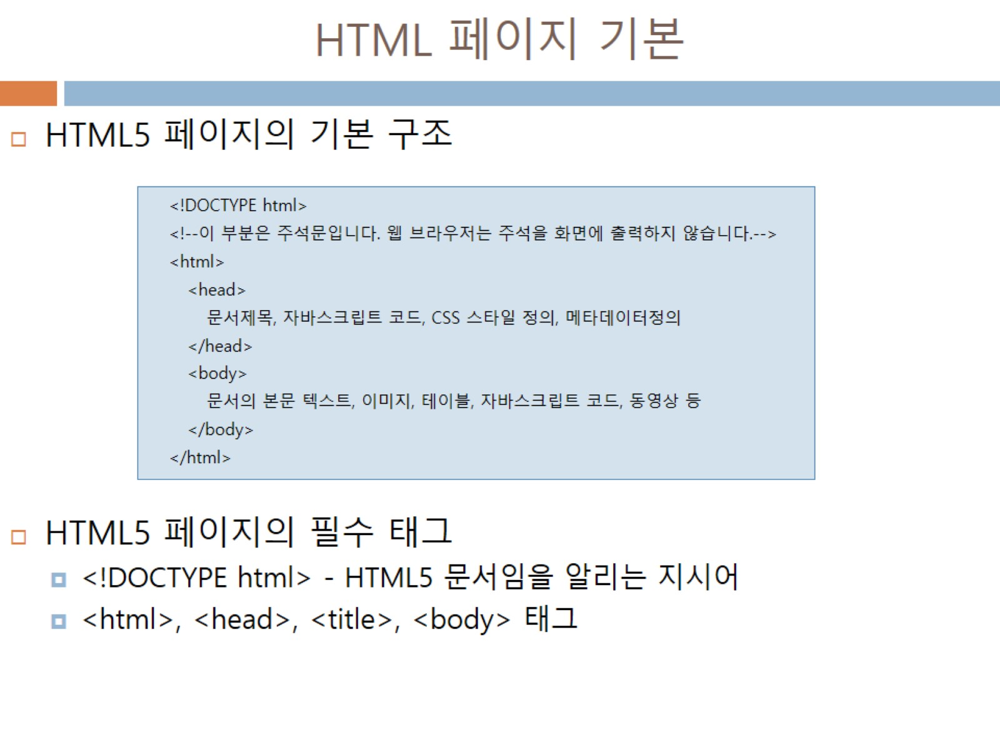 HTML 페이지 기본
HTML5 페이지의 기본 구조
<!DOCTYPE html>
<!--이 부분은 주석문입니다. 웹 브라우저는 주석을 화면에 출력하지 않습니다.-->
<html>
<head>
문서제목, 자바스크립트 코드, CSS 스타일 정의, 메타데이터정의
</head>
<body>
문서의 본문 텍스트, 이미지, 테이블, 자바스크립트 코드, 동영상 등
</body>
</html>
HTML5 페이지의 필수 태그
<!DOCTYPE html> - HTML5 문서임을 알리는 지시어
<html>, <head>, <title>, <body> 태그